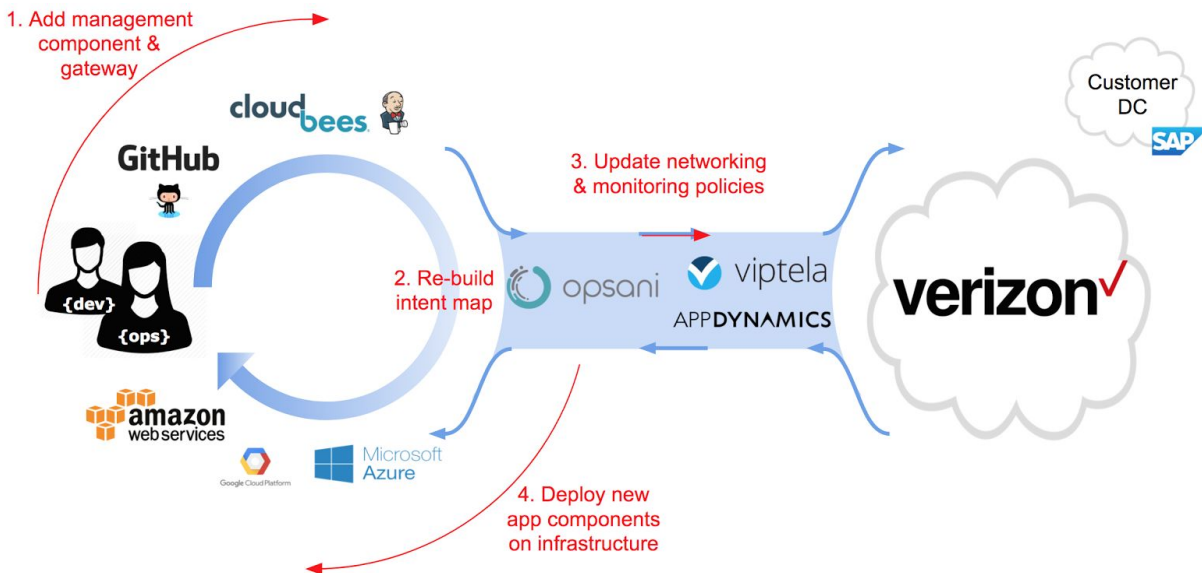 1. Add management
component &
gateway
cloudbees.
GitHub
{dev}
{ops}
amazon
web services
Google Cloud Platform
Microsoft
Azure
2. Re-build
intent map
3. Update networking
& monitoring policies
opsani
viptela
APPDYNAMICS
4. Deploy new
app components
on infrastructure
Customer
DC
SAP
verizon